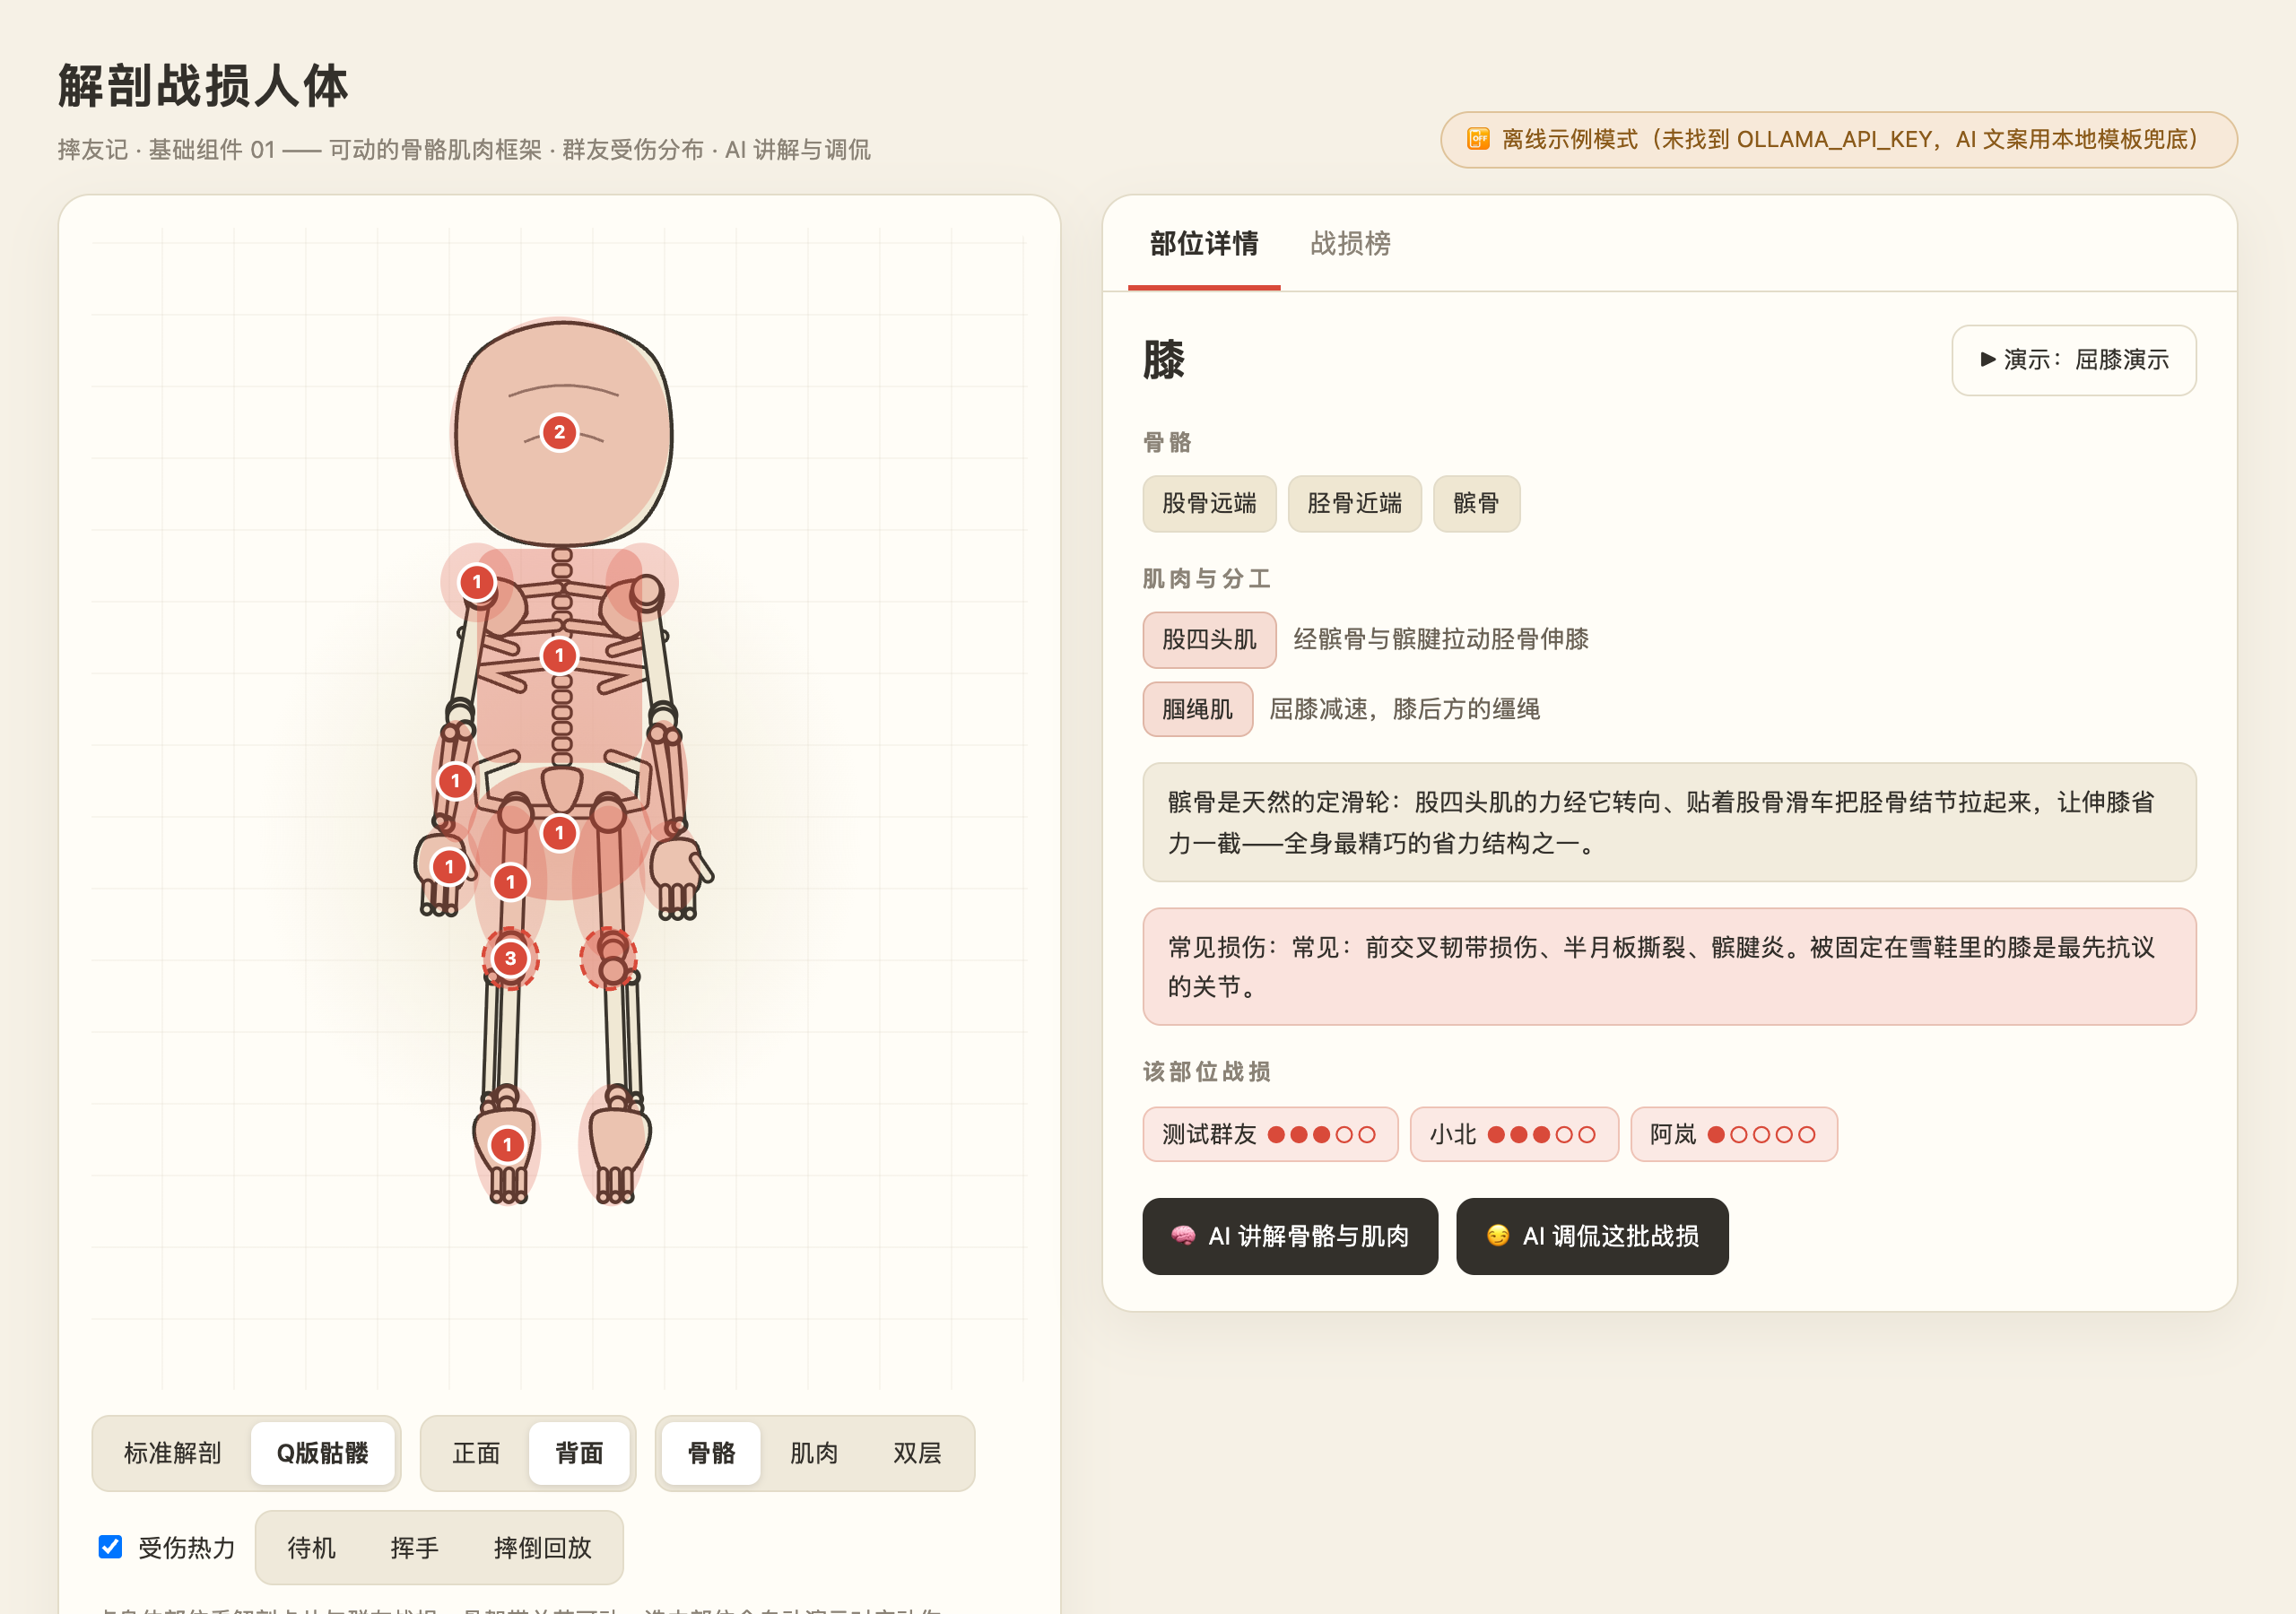 解剖战损人体
摔友记 · 基础组件 01 —— 可动的骨骼肌肉框架 · 群友受伤分布 · AI 讲解与调侃
OFF 离线示例模式（未找到 OLLAMA_API_KEY，AI 文案用本地模板兜底）
2
1
1
1
1
1
1
3
1
标准解剖 Q版骷髅 正面 背面 骨骼 肌肉 双层
受伤热力 待机 挥手 摔倒回放
部位详情 战损榜
膝
演示：屈膝演示
骨骼
股骨远端 胫骨近端 髌骨
肌肉与分工
股四头肌 经髌骨与髌腱拉动胫骨伸膝
腘绳肌 屈膝减速，膝后方的缰绳
髌骨是天然的定滑轮：股四头肌的力经它转向、贴着股骨滑车把胫骨结节拉起来，让伸膝省
力一截——全身最精巧的省力结构之一。
常见损伤：常见：前交叉韧带损伤、半月板撕裂、髌腱炎。被固定在雪鞋里的膝是最先抗议
的关节。
该部位战损
测试群友 小北 阿岚
AI 讲解骨骼与肌肉 AI 调侃这批战损